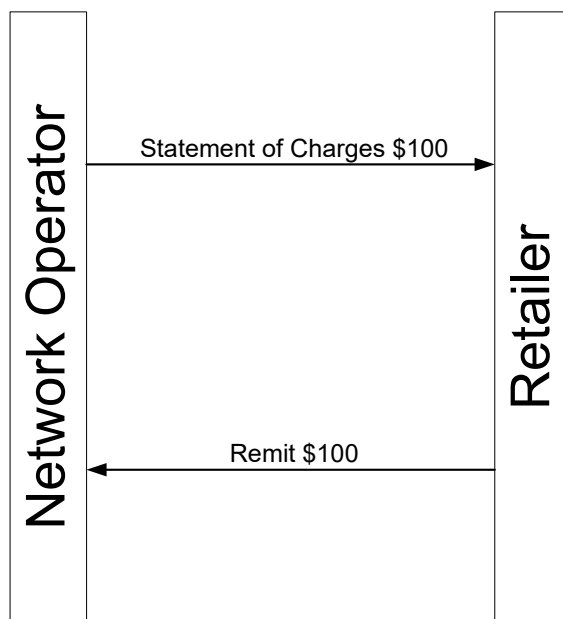 Network Operator
Statement of Charges $100
Retailer
Remit $100